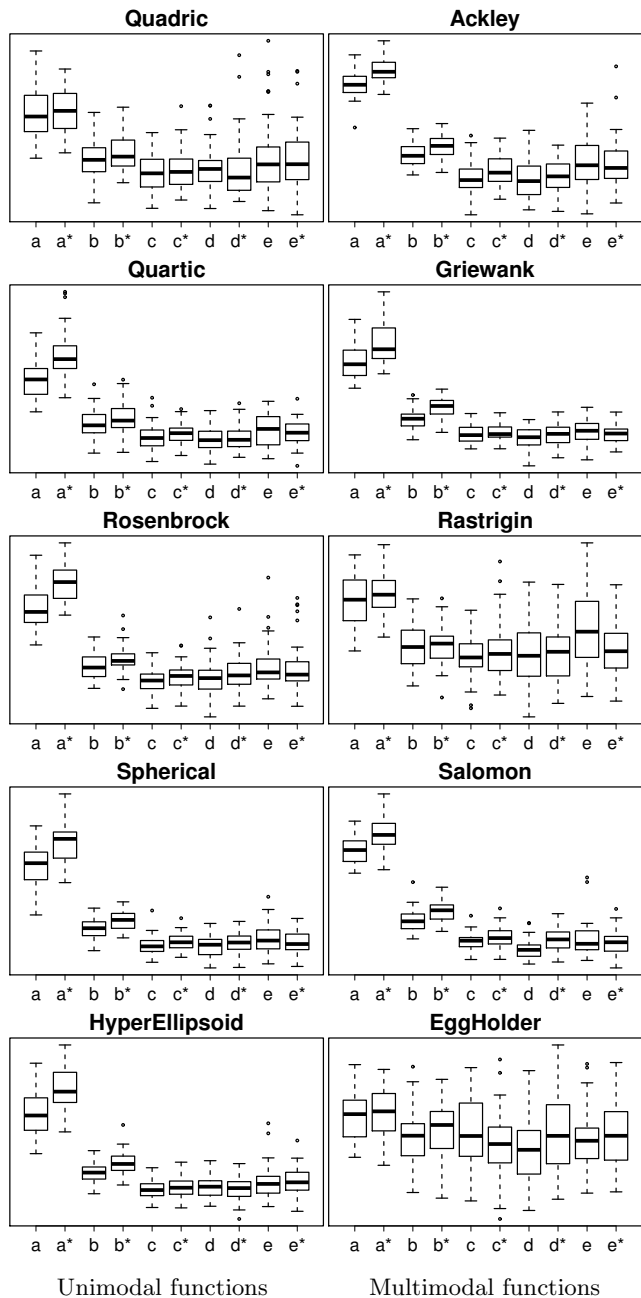 Quadric Ackley
a a* b b* c c* d d* e e* a a* b b* c c* d d* e e*
Quartic Griewank
a a* b b* c c* d d* e e* a a* b b* c c* d d* e e*
Rosenbrock Rastrigin
a a* b b* c c* d d* e e* a a* b b* c c* d d* e e*
Spherical Salomon
a a* b b* c c* d d* e e* a a* b b* c c* d d* e e*
HyperEllipsoid EggHolder
a a* b b* c c* d d* e e* a a* b b* c c* d d* e e*
Unimodal functions Multimodal functions